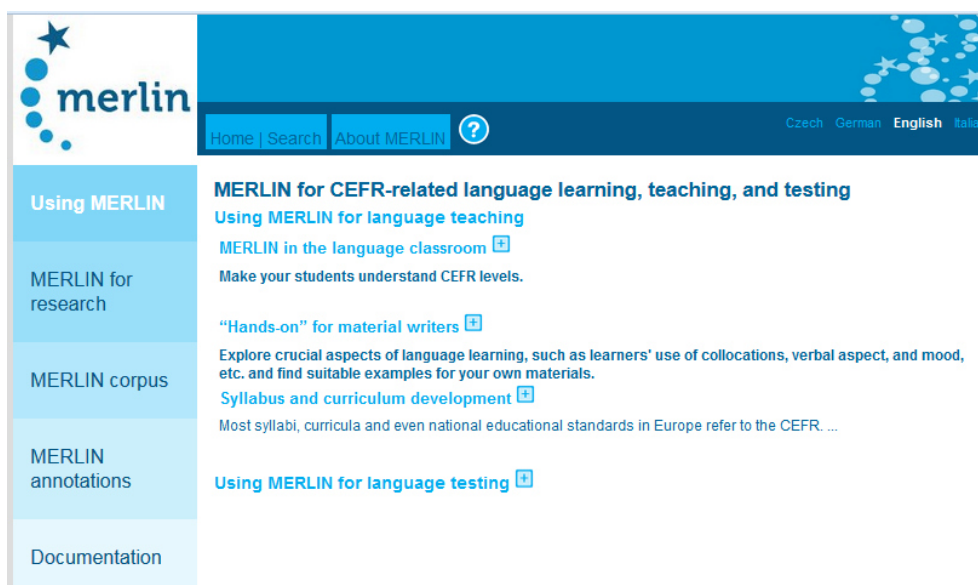 merlin
Home | Search About MERLIN ?
Czech German English Italia
Using MERLIN
MERLIN for
research
MERLIN corpus
MERLIN
annotations
Documentation
MERLIN for CEFR-related language learning, teaching, and testing
Using MERLIN for language teaching
MERLIN in the language classroom +
Make your students understand CEFR levels.
“Hands-on” for material writers +
Explore crucial aspects of language learning, such as learners' use of collocations, verbal aspect, and mood,
etc. and find suitable examples for your own materials.
Syllabus and curriculum development +
Most syllabi, curricula and even national educational standards in Europe refer to the CEFR. ...
Using MERLIN for language testing +